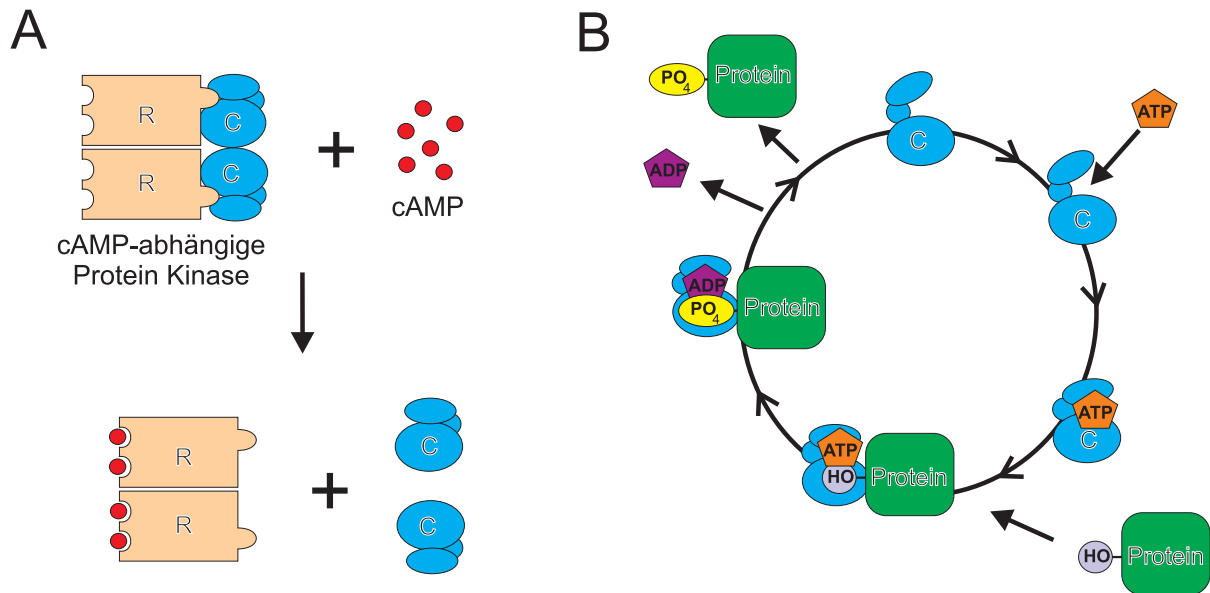 A
R
C
R
C
cAMP
cAMP-abhängige
Protein Kinase
R
C
R
C
B
PO4
Protein
C
ATP
ADP
C
ADP
PO4
Protein
ATP
C
ATP
HO
Protein
HO
Protein